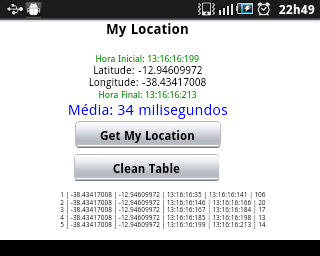 22h49
My Location
Hora Inicial: 13:16:16:199
Latitude: -12.94609972
Longitude: -38.43417008
Hora Final: 13:16:16:213
Média: 34 milisegundos
Get My Location
Clean Table
1 | -38.43417008 | -12.94609972 | 13:16:16:35 | 13:16:16:141 | 106
2 | -38.43417008 | -12.94609972 | 13:16:16:146 | 13:16:16:166 | 20
3 | -38.43417008 | -12.94609972 | 13:16:16:167 | 13:16:16:184 | 17
4 | -38.43417008 | -12.94609972 | 13:16:16:185 | 13:16:16:198 | 13
5 | -38.43417008 | -12.94609972 | 13:16:16:199 | 13:16:16:213 | 14